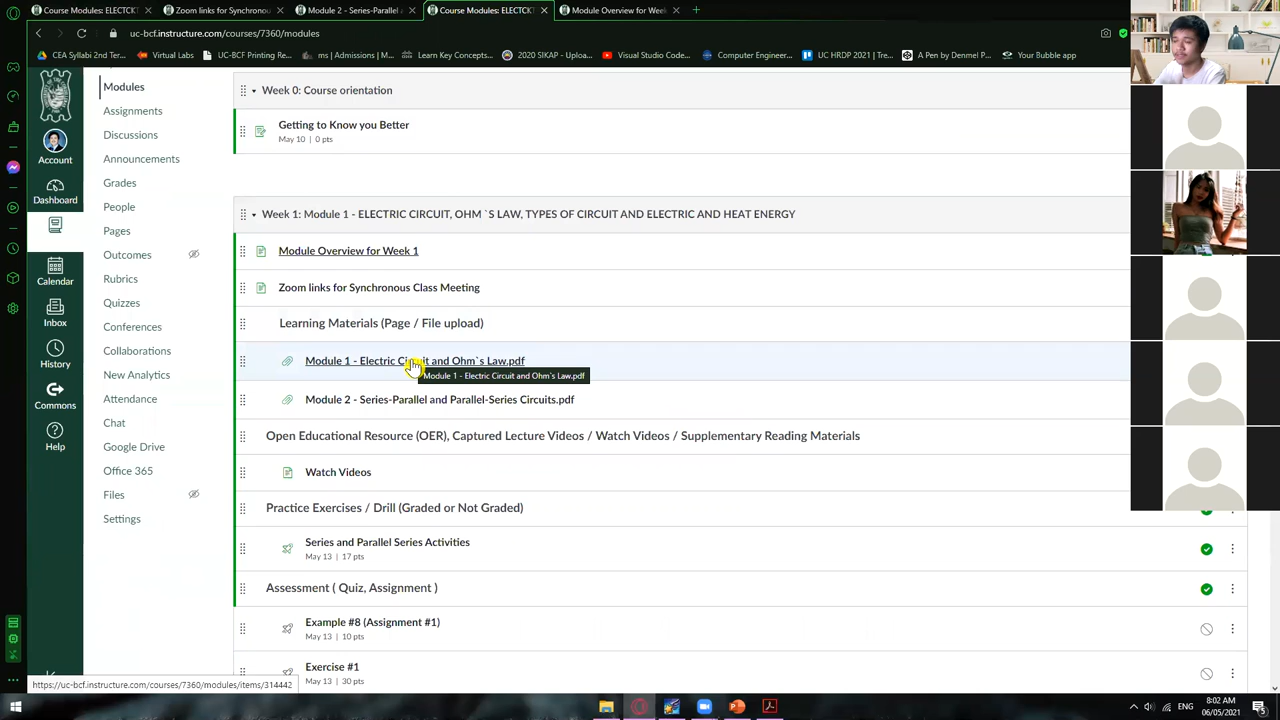 Course Modules: ELECTCKT
Zoom links for Synchronou
Module 2 - Series-Parallel
Course Modules: ELECTCKT
Module Overview for Week
uc-bcf.instructure.com/courses/7360/modules
CEA Syllabi 2nd Ter...
Virtual Labs
UC-BCF Printing Re...
ms | Admissions | M...
Learn Key Concepts...
2020 SIKAP - Uploa...
Visual Studio Code...
Computer Engineer...
UC HRDP 2021 | Tre...
A Pen by Denmel P...
Your Bubble app
Modules
Assignments
Discussions
Announcements
Grades
People
Pages
Outcomes
Rubrics
Quizzes
Conferences
Collaborations
New Analytics
Attendance
Chat
Google Drive
Office 365
Files
Settings
Account
Dashboard
Calendar
Inbox
History
Commons
Help
Week 0: Course orientation
Getting to Know you Better
May 10 | 0 pts
Week 1: Module 1 - ELECTRIC CIRCUIT, OHM `S LAW, TYPES OF CIRCUIT AND ELECTRIC AND HEAT ENERGY
Module Overview for Week 1
Zoom links for Synchronous Class Meeting
Learning Materials (Page / File upload)
Module 1 - Electric Circuit and Ohm`s Law.pdf
Module 1 - Electric Circuit and Ohm`s Law.pdf
Module 2 - Series-Parallel and Parallel-Series Circuits.pdf
Open Educational Resource (OER), Captured Lecture Videos / Watch Videos / Supplementary Reading Materials
Watch Videos
Practice Exercises / Drill (Graded or Not Graded)
Series and Parallel Series Activities
May 13 | 17 pts
Assessment ( Quiz, Assignment )
Example #8 (Assignment #1)
May 13 | 10 pts
Exercise #1
May 13 | 30 pts
https://uc-bcf.instructure.com/courses/7360/modules/items/314442
ENG
8:02 AM
06/05/2021